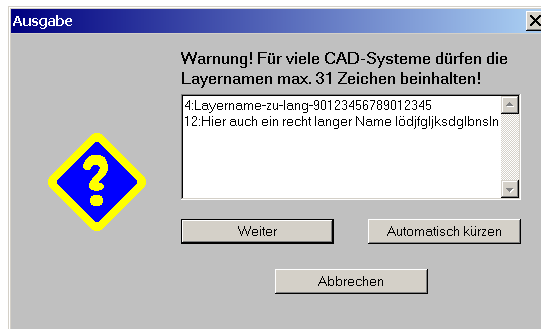 Ausgabe
Warnung! Für viele CAD-Systeme dürfen die
Layernamen max. 31 Zeichen beinhalten!
4:Layername-zu-lang-90123456789012345
12:Hier auch ein recht langer Name lödjfgljksdglbnsln
Weiter
Automatisch kürzen
Abbrechen